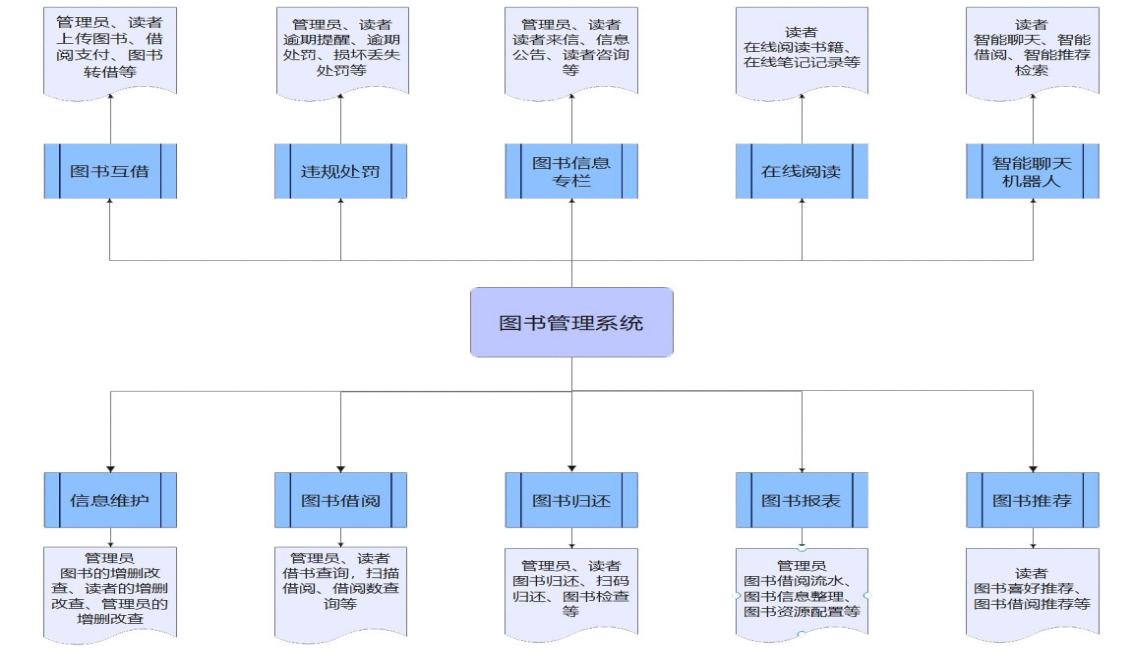 管理员、读者
上传图书、借
阅支付、图书
转借等
管理员、读者
逾期提醒、逾期
处罚、损坏丢失
处罚等
管理员、读者
读者来信、信息
公告、读者咨询
等
读者
在线阅读书籍、
在线笔记记录等
读者
智能聊天、智能
借阅、智能推荐
检索
图书互借
违规处罚
图书信息
专栏
在线阅读
智能聊天
机器人
图书管理系统
信息维护
图书借阅
图书归还
图书报表
图书推荐
管理员
图书的增删改
查、读者的增删
改查、管理员的
增删改查
管理员、读者
借书查询，扫描
借阅、借阅数查
询等
管理员、读者
图书归还、扫码
归还、图书检查
等
管理员
图书借阅流水、
图书信息整理、
图书资源配置等
读者
图书喜好推荐、
图书借阅推荐等